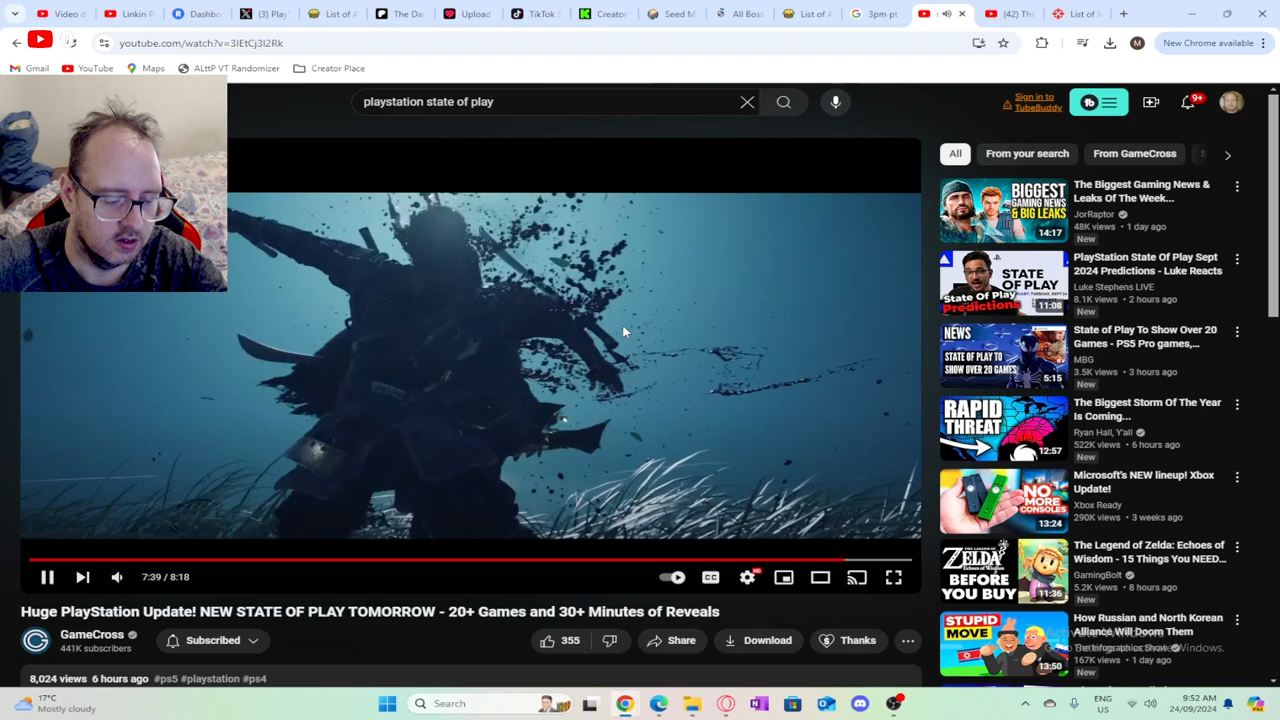 Video d
Linkin P
Dashbo
(3) Play
List of A
The Dar
Upload
TikTok S
Creator
Seed M
All Boss
List of A
3pm pt
(42) The
List of X
youtube.com/watch?v=3lEtCj3I2Rk
New Chrome available
Gmail
YouTube
Maps
ALttP VT Randomizer
Creator Place
playstation state of play
Sign in to
TubeBuddy
9+
All
From your search
From GameCross
BIGGEST
GAMING NEWS
& BIG LEAKS
14:17
The Biggest Gaming News &
Leaks Of The Week...
JorRaptor
48K views • 1 day ago
New
STATE
OF PLAY
State Of Play
Predictions
11:08
PlayStation State Of Play Sept
2024 Predictions - Luke Reacts
Luke Stephens LIVE
8.1K views • 2 hours ago
New
NEWS
STATE OF PLAY TO
SHOW OVER 20
GAMES
5:15
State of Play To Show Over 20
Games - PS5 Pro games,...
MBG
3.5K views • 3 hours ago
New
RAPID
THREAT
12:57
The Biggest Storm Of The Year
Is Coming...
Ryan Hall, Y'all
522K views • 6 hours ago
New
NO
MORE
CONSOLES
13:24
Microsoft's NEW lineup! Xbox
Update!
Xbox Ready
290K views • 3 weeks ago
ZELDA
BEFORE
YOU BUY
11:36
The Legend of Zelda: Echoes of
Wisdom - 15 Things You NEED...
GamingBolt
5.2K views • 8 hours ago
New
STUPID
MOVE
13:50
How Russian and North Korean
Alliance Will Doom Them
The Infographics Show
167K views • 1 day ago
New
7:39 / 8:18
HD
Huge PlayStation Update! NEW STATE OF PLAY TOMORROW - 20+ Games and 30+ Minutes of Reveals
GameCross
441K subscribers
Subscribed
355
Share
Download
Thanks
8,024 views 6 hours ago #ps5 #playstation #ps4
17°C
Mostly cloudy
Search
ENG
US
9:52 AM
24/09/2024